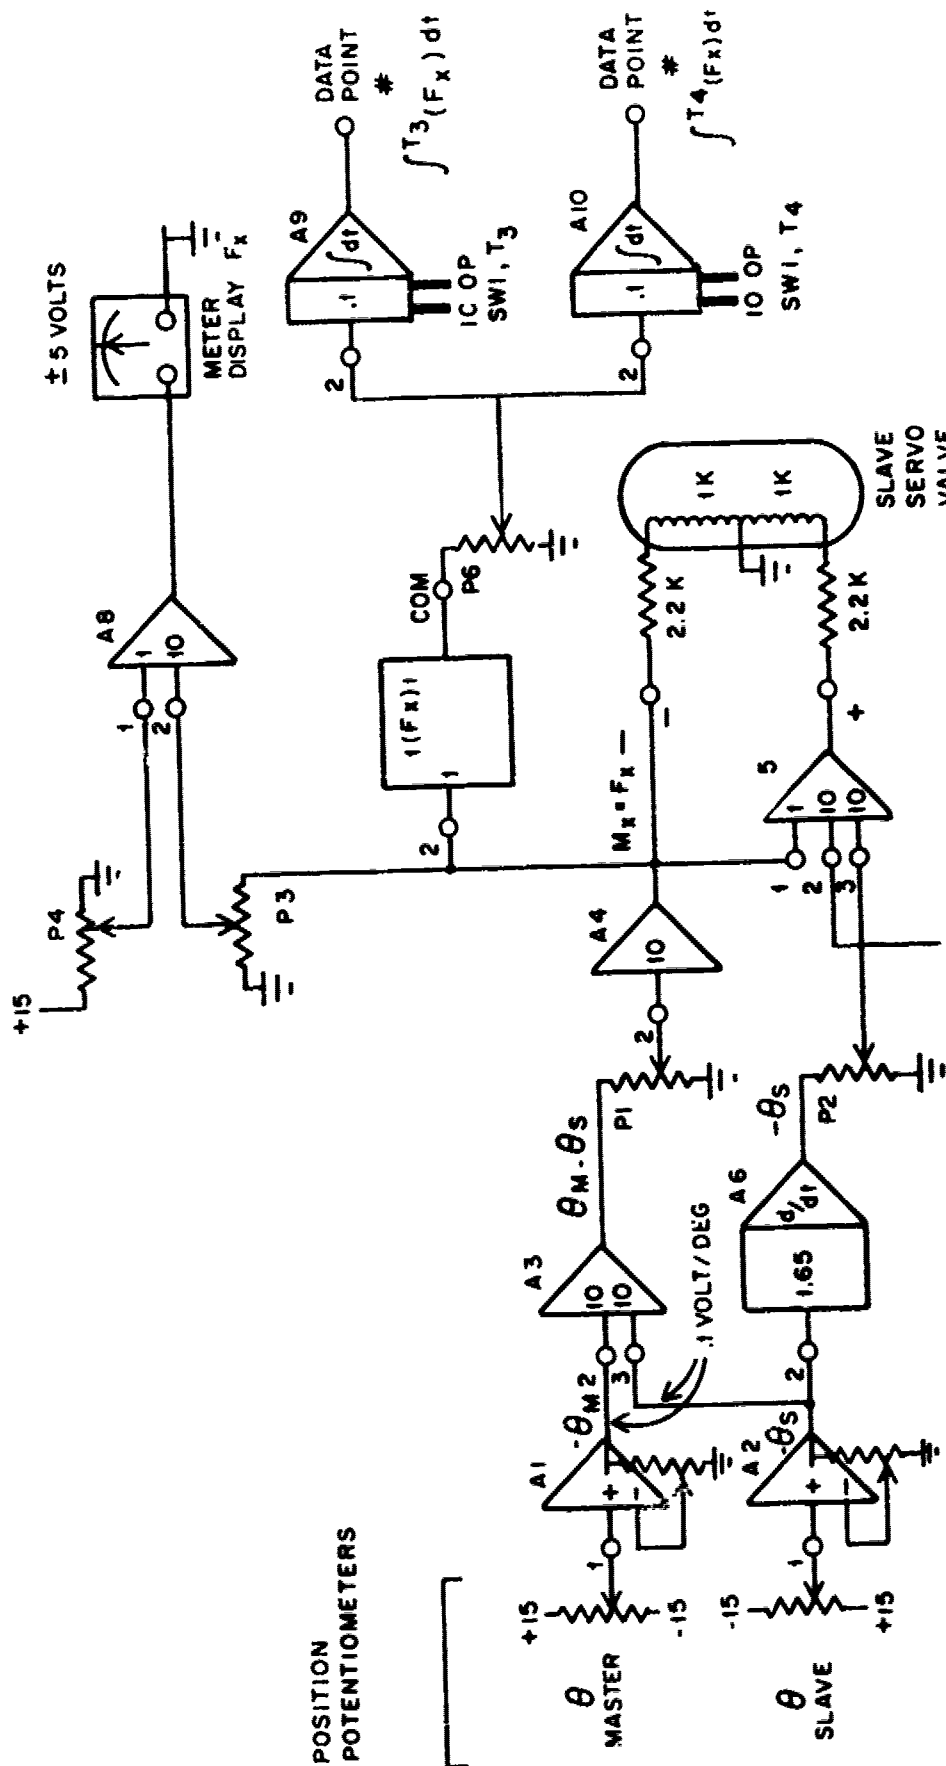 POSITION
POTENTIOMETERS
+15
P4
1
2
A8
1
10
± 5 VOLTS
METER
DISPLAY Fx
P3
2
1
|(Fx)|
COM
P6
2
.1
A9
∫dt
IC OP
SW1, T3
DATA
POINT
#
∫T3(Fx) dt
2
.1
A10
∫dt
IO OP
SW1, T4
DATA
POINT
#
∫T4(Fx)dt
θ
MASTER
+15
-15
1
A1
+
−
-θM
2
3
A3
10
10
θM-θS
P1
2
A4
10
Mx = Fx —
−
2.2 K
1K
1K
SLAVE
SERVO
VALVE
.1 VOLT/DEG
θ
SLAVE
-15
+15
1
A2
+
−
-θS
2
1.65
A6
d/dt
-θS
P2
1
2
3
5
1
10
10
+
2.2 K